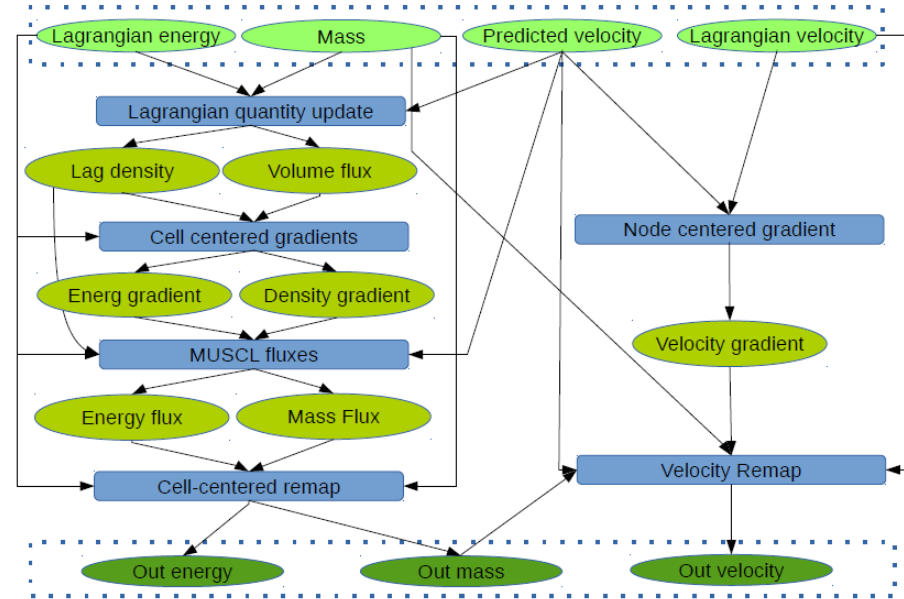 Lagrangian energy
Mass
Predicted velocity
Lagrangian velocity
Lagrangian quantity update
Lag density
Volume flux
Cell centered gradients
Node centered gradient
Energ gradient
Density gradient
MUSCL fluxes
Velocity gradient
Energy flux
Mass Flux
Cell-centered remap
Velocity Remap
Out energy
Out mass
Out velocity